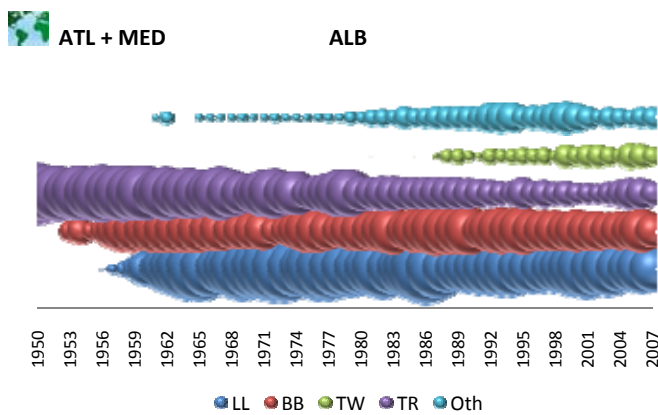 ATL + MED ALB
1950 1953 1956 1959 1962 1965 1968 1971 1974 1977 1980 1983 1986 1989 1992 1995 1998 2001 2004 2007
LL BB TW TR Oth